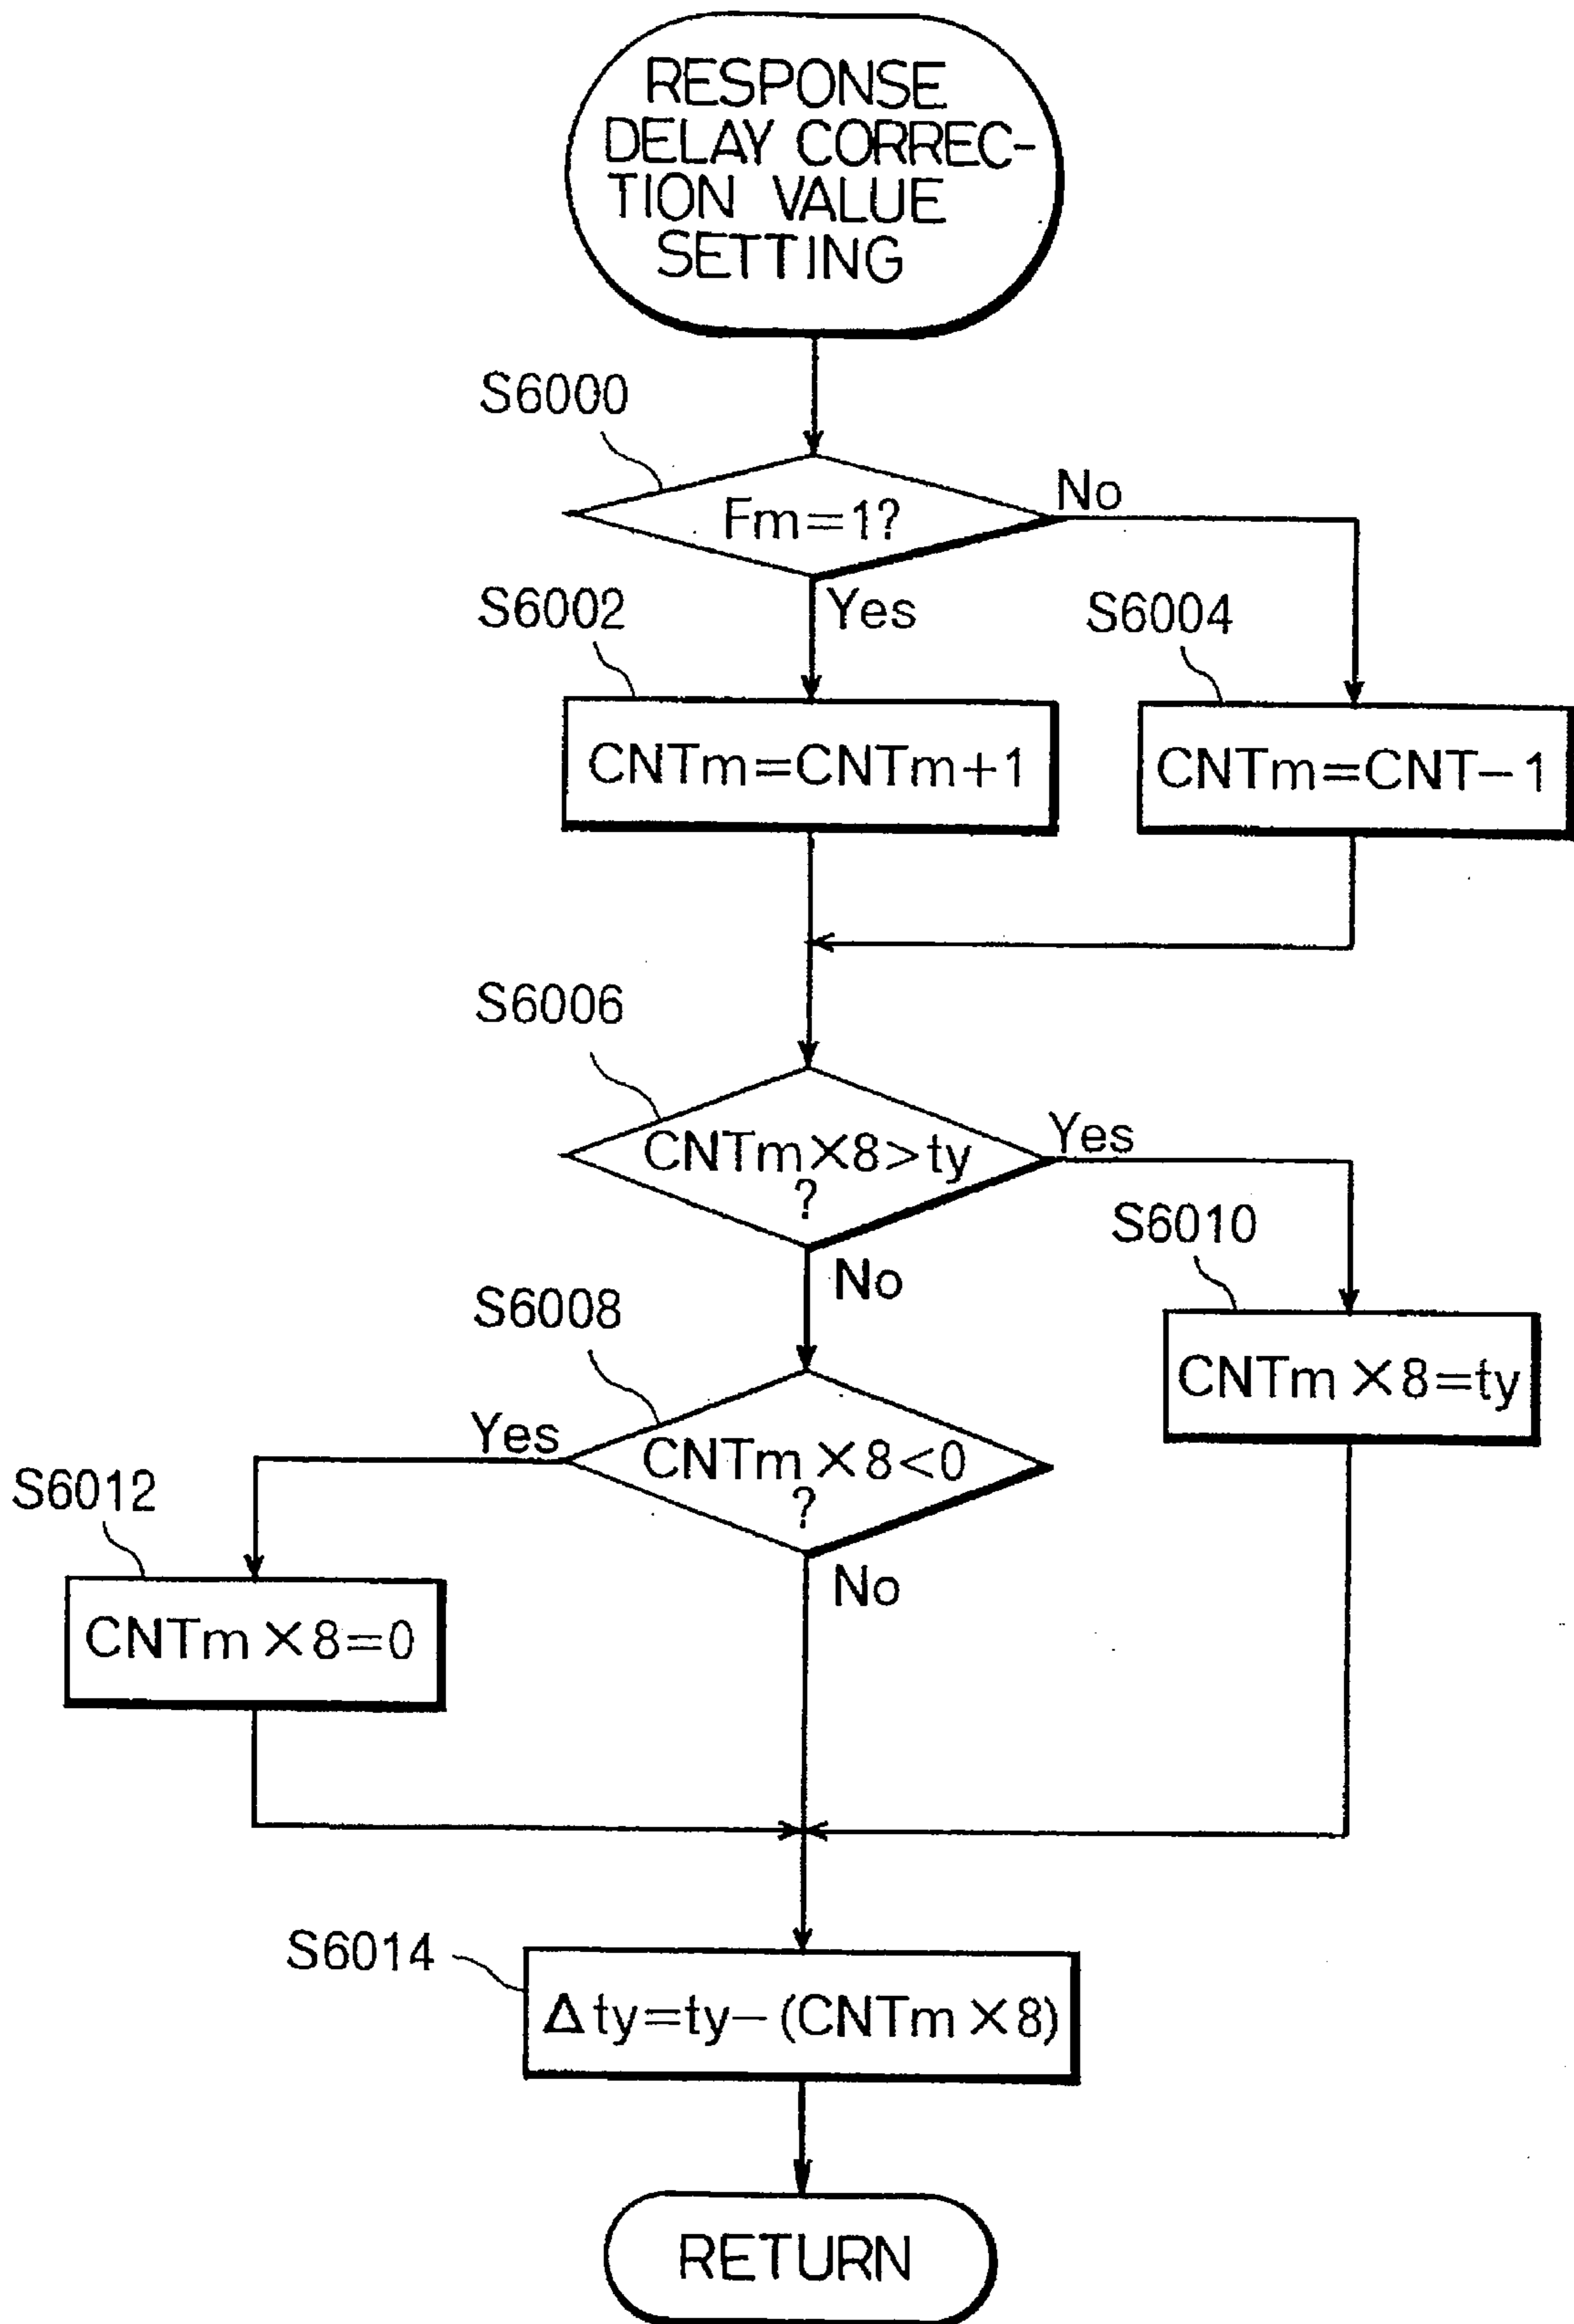 RESPONSE
DELAY CORREC-
TION VALUE
SETTING
S6000
Fm=1?
No
Yes
S6002
CNTm=CNTm+1
S6004
CNTm=CNT-1
S6006
CNTm×8>ty
?
Yes
No
S6010
CNTm×8=ty
S6008
CNTm×8<0
?
Yes
No
S6012
CNTm×8=0
S6014
Δty=ty-(CNTm×8)
RETURN